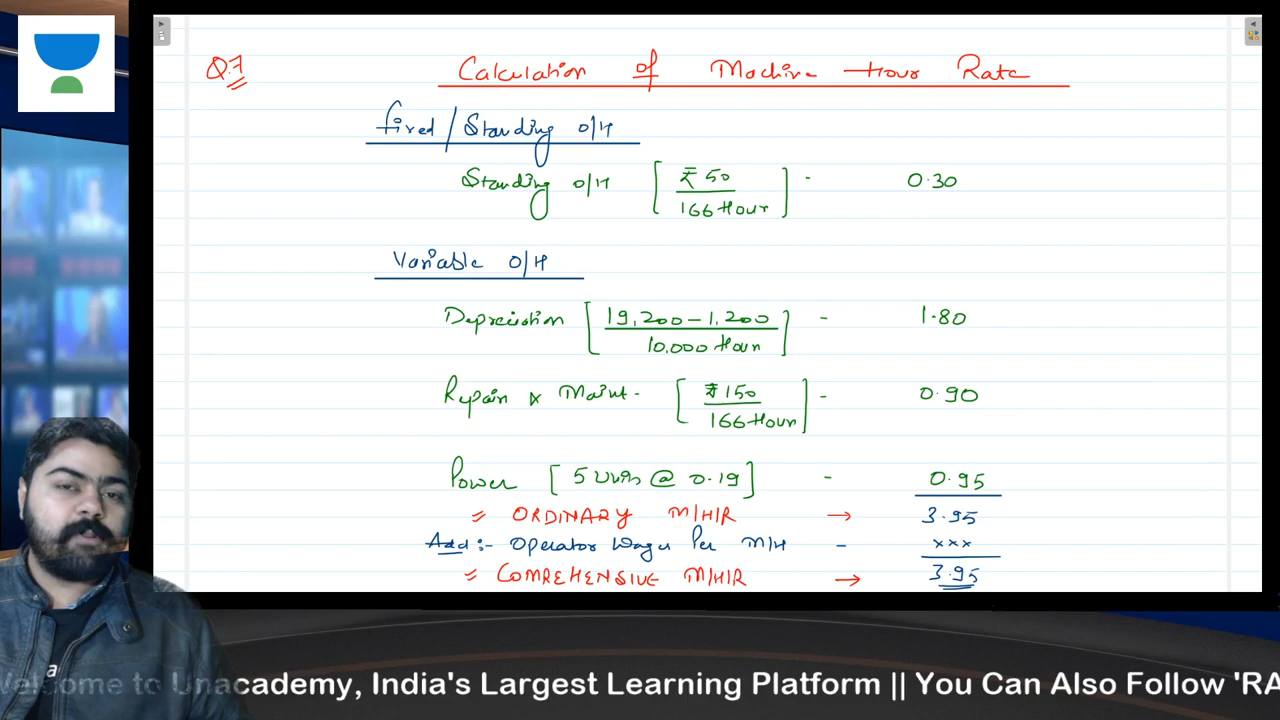 Q.7 Calculation of Machine Hour Rate
Fixed / Standing O/H
Standing O/H [₹ 50 / 166 Hour] - 0.30
Variable O/H
Depreciation [19,200 - 1,200 / 10,000 Hour] - 1.80
Repair & Maint. [₹ 150 / 166 Hour] - 0.90
Power [5 Units @ 0.19] - 0.95
= ORDINARY M/H/R → 3.95
Add :- Operator Wages Per M/H - xxx
= COMREHENSIVE M/H/R → 3.95
a
Welcome to Unacademy, India's Largest Learning Platform || You Can Also Follow 'RA